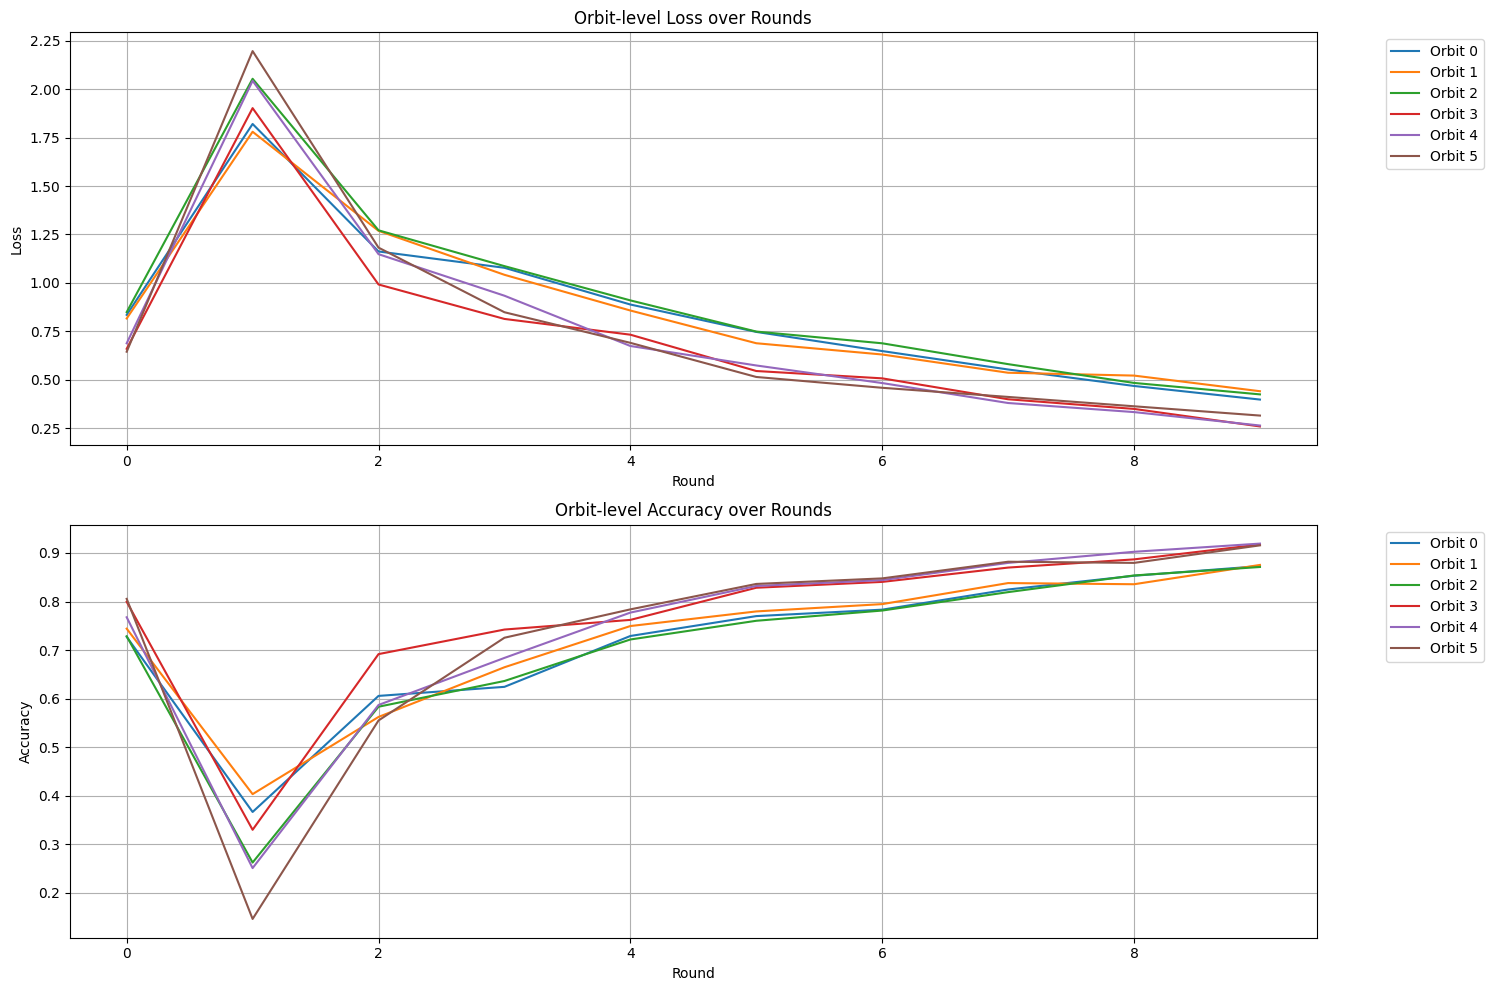 Orbit-level Loss over Rounds
2.25
2.00
1.75
1.50
1.25
1.00
0.75
0.50
0.25
Loss
0 2 4 6 8
Round
Orbit 0
Orbit 1
Orbit 2
Orbit 3
Orbit 4
Orbit 5
Orbit-level Accuracy over Rounds
0.9
0.8
0.7
0.6
0.5
0.4
0.3
0.2
Accuracy
0 2 4 6 8
Round
Orbit 0
Orbit 1
Orbit 2
Orbit 3
Orbit 4
Orbit 5